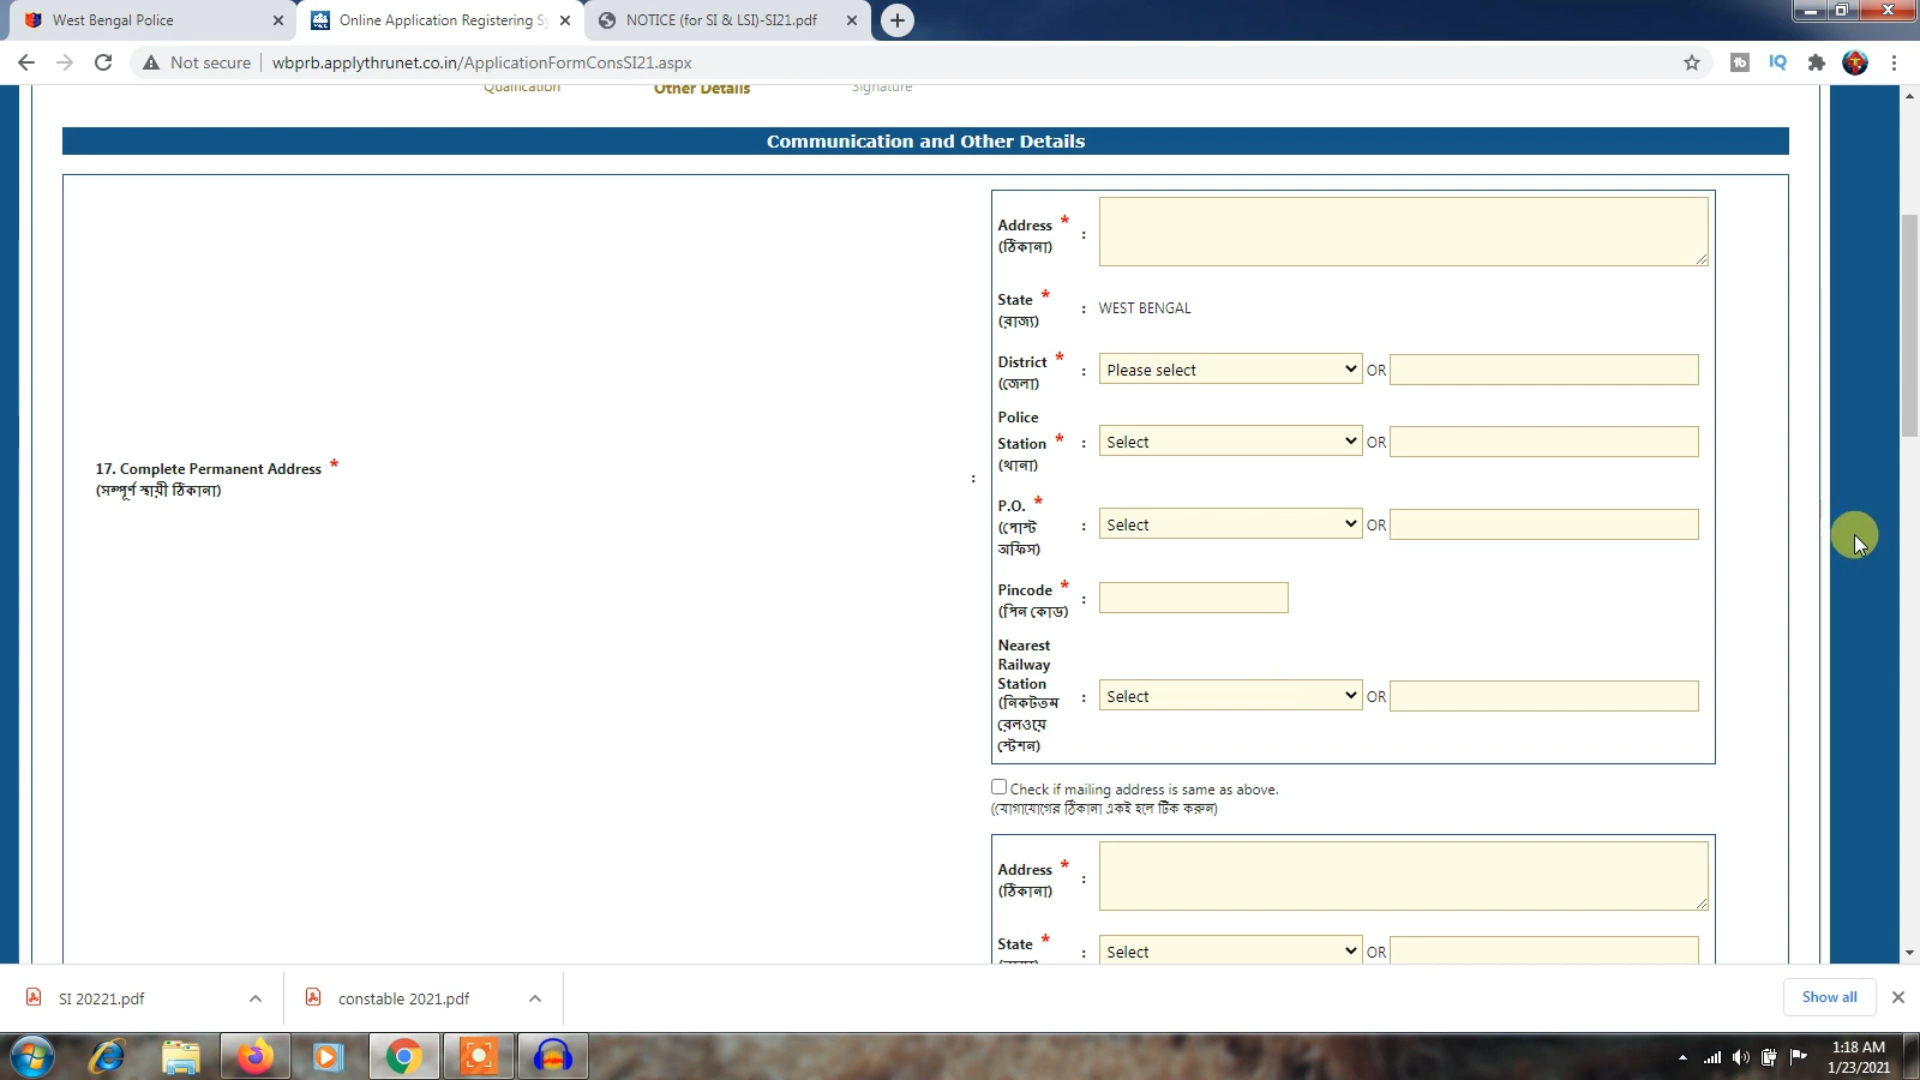 West Bengal Police
Online Application Registering Sy
NOTICE (for SI & LSI)-SI21.pdf
Not secure
wbprb.applythrunet.co.in/ApplicationFormConsSI21.aspx
IQ
Qualification
Other Details
Signature
Communication and Other Details
17. Complete Permanent Address *
(সম্পূর্ণ স্থায়ী ঠিকানা)
:
Address *
(ঠিকানা)
:
State *
(রাজ্য)
: WEST BENGAL
District *
(জেলা)
: Please select OR
Police
Station *
(থানা)
: Select OR
P.O. *
(পোস্ট
অফিস)
: Select OR
Pincode *
(পিন কোড)
:
Nearest
Railway
Station
(নিকটতম
রেলওয়ে
স্টেশন)
: Select OR
Check if mailing address is same as above.
(যোগাযোগের ঠিকানা একই হলে টিক করুন)
Address *
(ঠিকানা)
:
State *
: Select OR
SI 20221.pdf
constable 2021.pdf
Show all
1:18 AM
1/23/2021